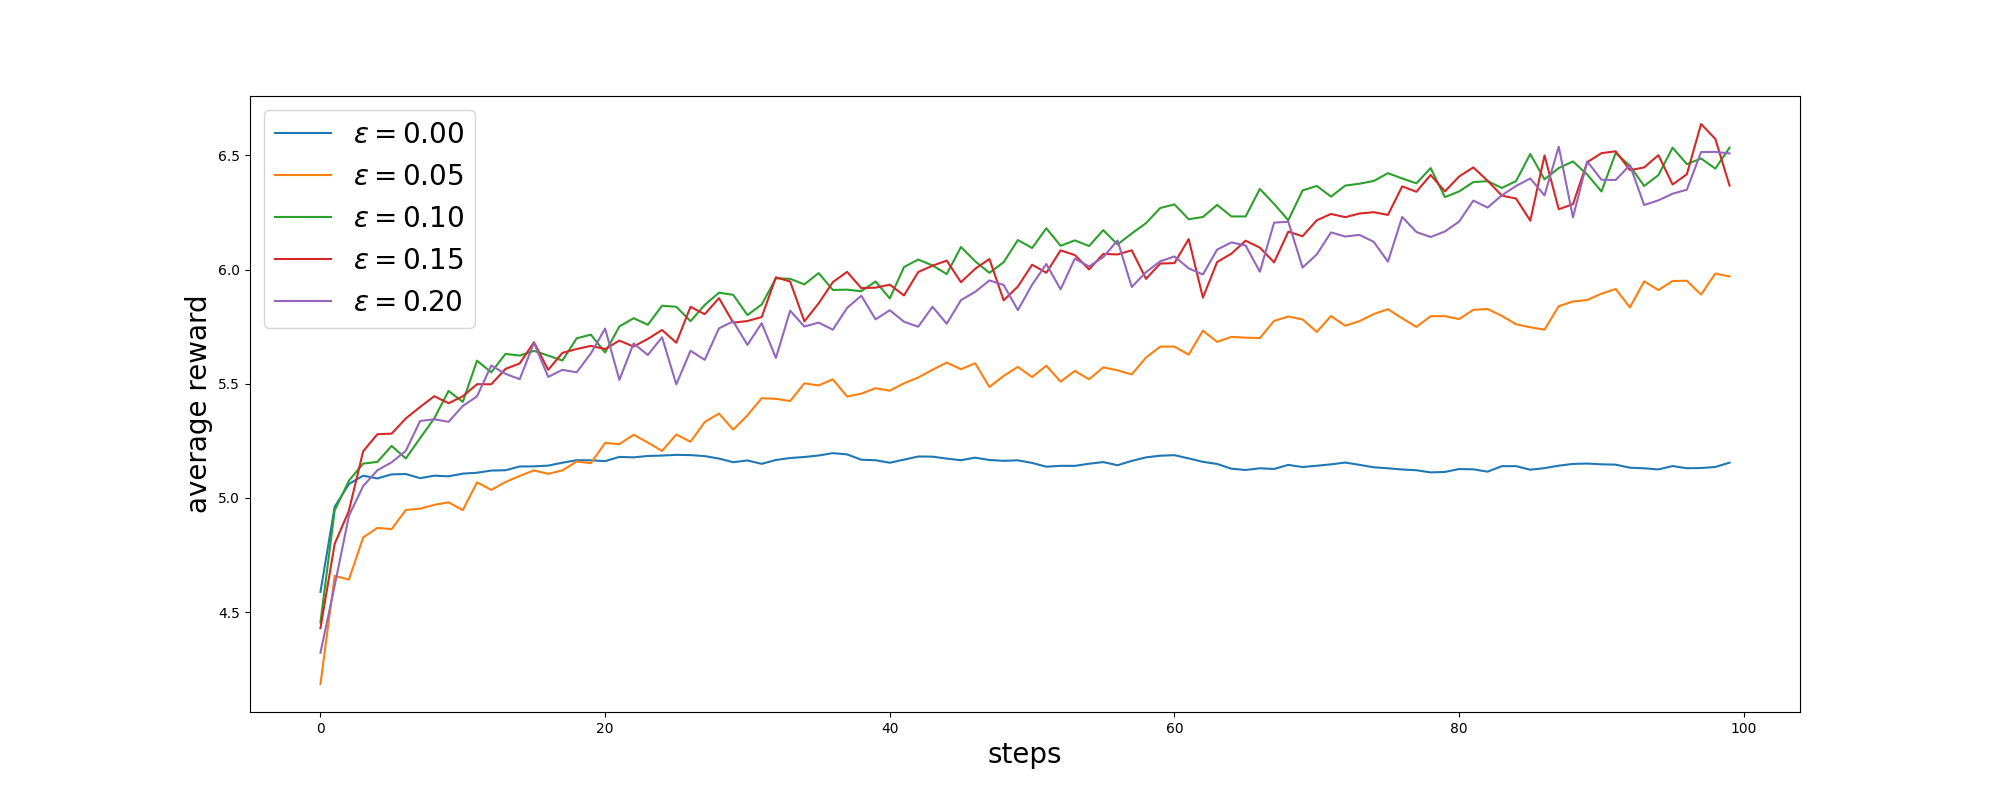 ε = 0.00
ε = 0.05
ε = 0.10
ε = 0.15
ε = 0.20
6.5
6.0
5.5
5.0
4.5
average reward
0 20 40 60 80 100
steps